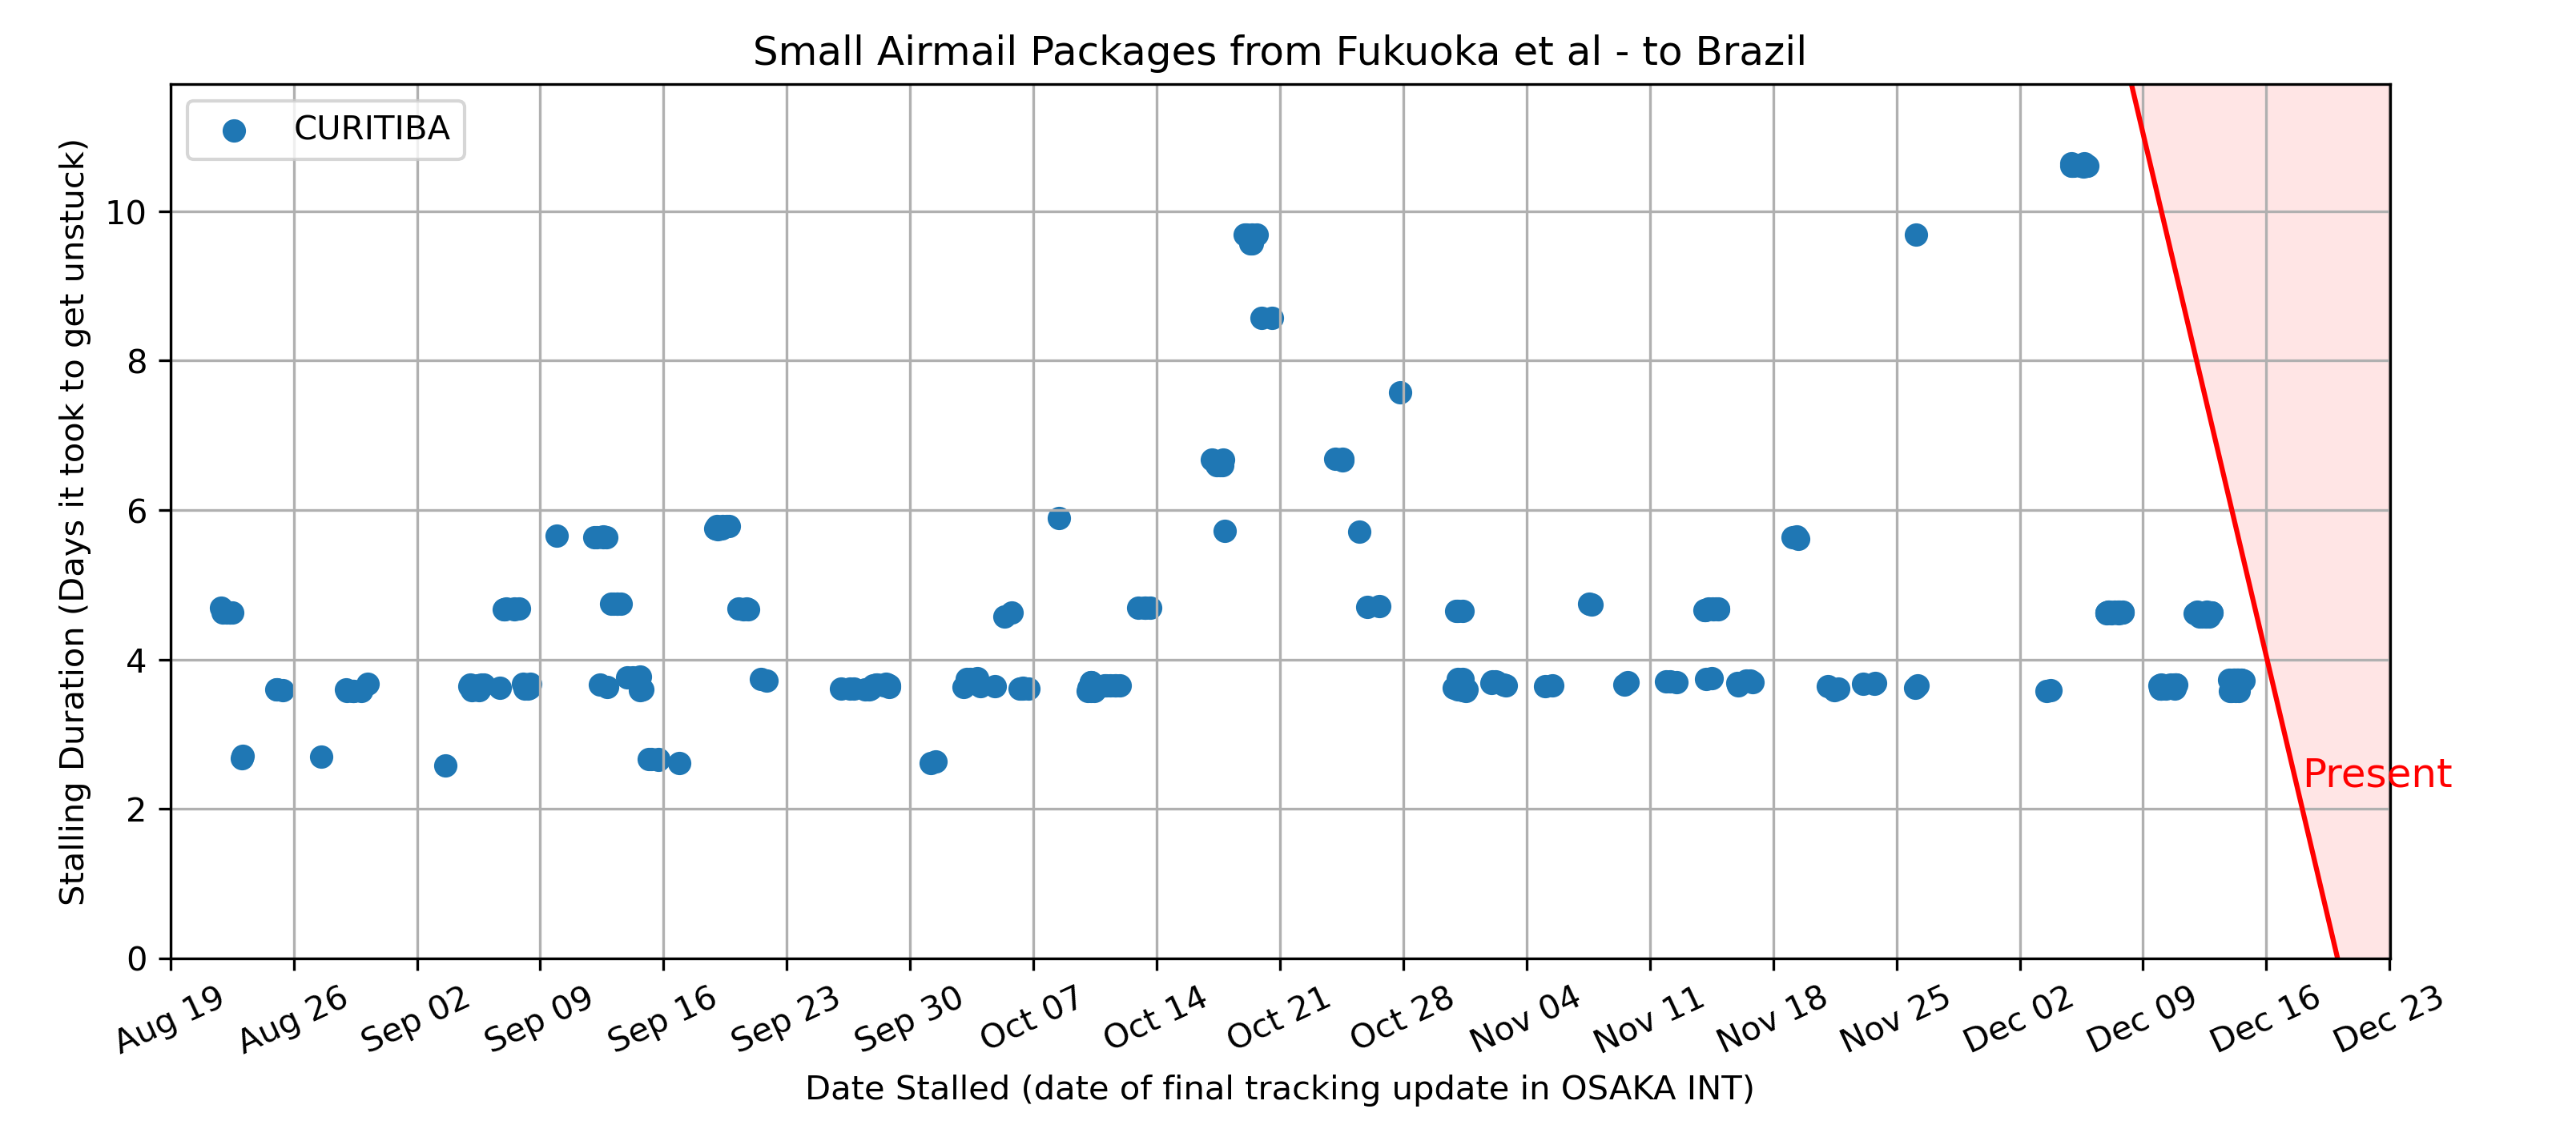 Small Airmail Packages from Fukuoka et al - to Brazil
CURITIBA
Stalling Duration (Days it took to get unstuck)
10
8
6
4
2
0
Present
Aug 19
Aug 26
Sep 02
Sep 09
Sep 16
Sep 23
Sep 30
Oct 07
Oct 14
Oct 21
Oct 28
Nov 04
Nov 11
Nov 18
Nov 25
Dec 02
Dec 09
Dec 16
Dec 23
Date Stalled (date of final tracking update in OSAKA INT)